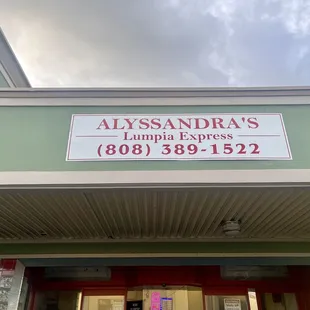 ALYSSANDRA'S
Lumpia Express
(808) 389-1522